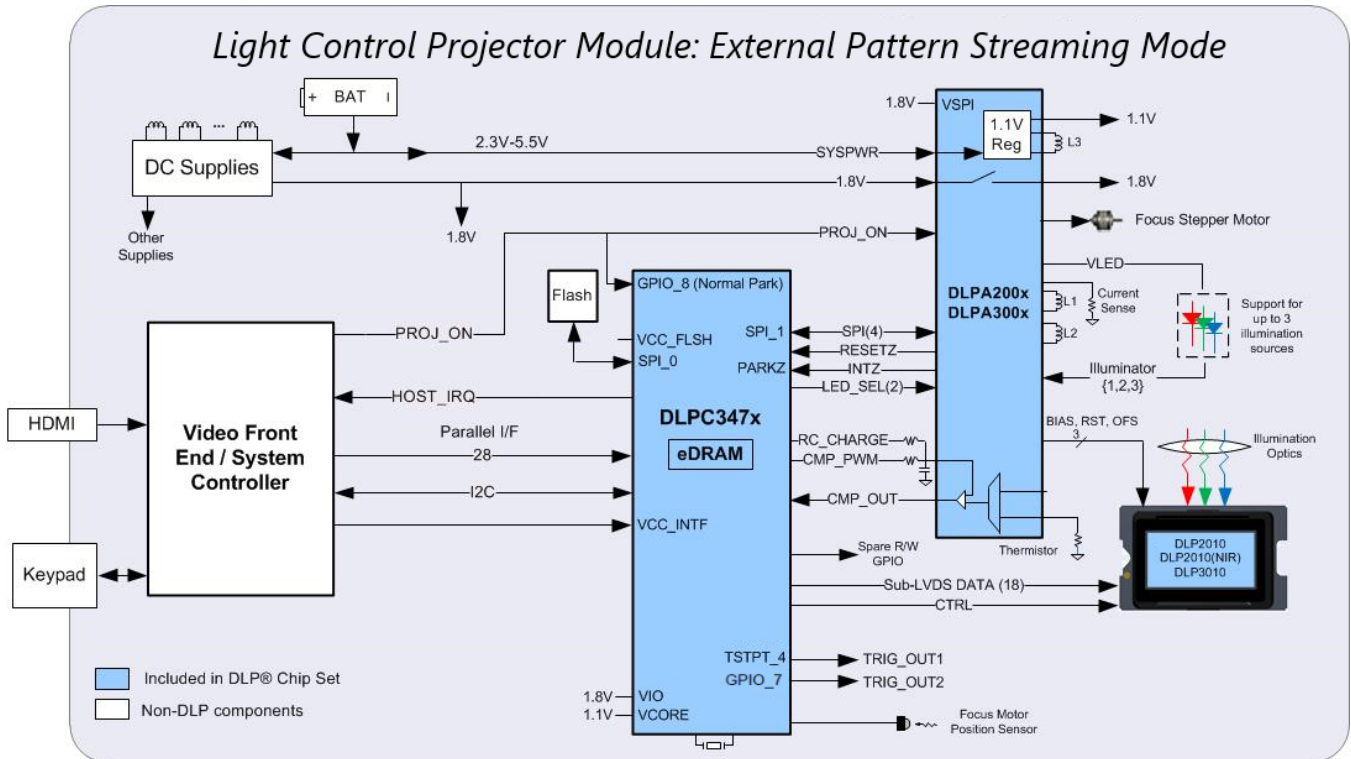 Light Control Projector Module: External Pattern Streaming Mode
+ BAT I
DC Supplies
2.3V-5.5V
SYSPWR
1.8V
VSPI
1.1V
Reg
1.1V
L3
1.8V
1.8V
1.8V
Other
Supplies
PROJ_ON
Focus Stepper Motor
VLED
DLPA200x
DLPA300x
L1
L2
Current
Sense
Support for
up to 3
illumination
sources
Illuminator
{1,2,3}
Flash
GPIO_8 (Normal Park)
VCC_FLSH
SPI_0
SPI_1
PARKZ
SPI(4)
RESETZ
INTZ
LED_SEL(2)
PROJ_ON
HOST_IRQ
Parallel I/F
28
I2C
VCC_INTF
HDMI
Video Front
End / System
Controller
Keypad
DLPC347x
eDRAM
RC_CHARGE
CMP_PWM
CMP_OUT
BIAS, RST, OFS
3
Illumination
Optics
Thermistor
Spare R/W
GPIO
Sub-LVDS DATA (18)
CTRL
DLP2010
DLP2010(NIR)
DLP3010
TSTPT_4
GPIO_7
TRIG_OUT1
TRIG_OUT2
1.8V
VIO
1.1V
VCORE
Focus Motor
Position Sensor
Included in DLP® Chip Set
Non-DLP components